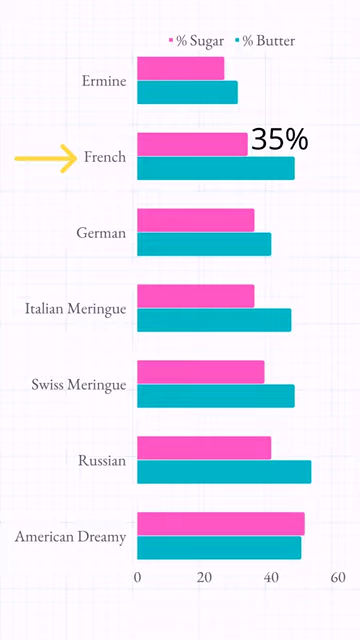 % Sugar % Butter
Ermine
French 35%
German
Italian Meringue
Swiss Meringue
Russian
American Dreamy
0 20 40 60